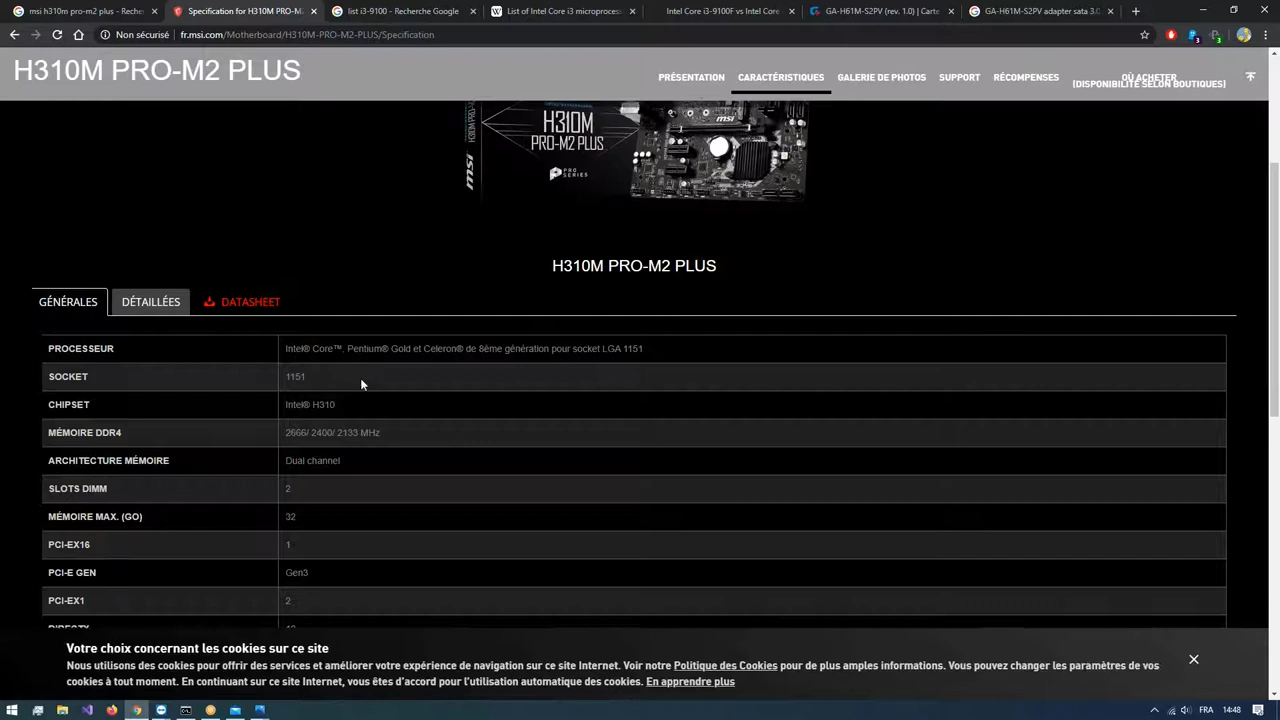 msi h310m pro-m2 plus - Reche
Specification for H310M PRO-M2
list i3-9100 - Recherche Google
List of Intel Core i3 microproces
Intel Core i3-9100F vs Intel Core
GA-H61M-S2PV (rev. 1.0) | Carte
GA-H61M-S2PV adapter sata 3.0
Non sécurisé | fr.msi.com/Motherboard/H310M-PRO-M2-PLUS/Specification
H310M PRO-M2 PLUS
PRÉSENTATION
CARACTÉRISTIQUES
GALERIE DE PHOTOS
SUPPORT
RÉCOMPENSES
OÙ ACHETER
(DISPONIBILITÉ SELON BOUTIQUES)
H310M
PRO-M2 PLUS
PRO
SERIES
msi
msi
H310M PRO-M2 PLUS
GÉNÉRALES
DÉTAILLÉES
DATASHEET
PROCESSEUR Intel® Core™, Pentium® Gold et Celeron® de 8ème génération pour socket LGA 1151
SOCKET 1151
CHIPSET Intel® H310
MÉMOIRE DDR4 2666/ 2400/ 2133 MHz
ARCHITECTURE MÉMOIRE Dual channel
SLOTS DIMM 2
MÉMOIRE MAX. (GO) 32
PCI-EX16 1
PCI-E GEN Gen3
PCI-EX1 2
Votre choix concernant les cookies sur ce site
Nous utilisons des cookies pour offrir des services et améliorer votre expérience de navigation sur ce site Internet. Voir notre Politique des Cookies pour de plus amples informations. Vous pouvez changer les paramètres de vos
cookies à tout moment. En continuant sur ce site Internet, vous êtes d'accord pour l'utilisation automatique des cookies. En apprendre plus
FRA 14:48